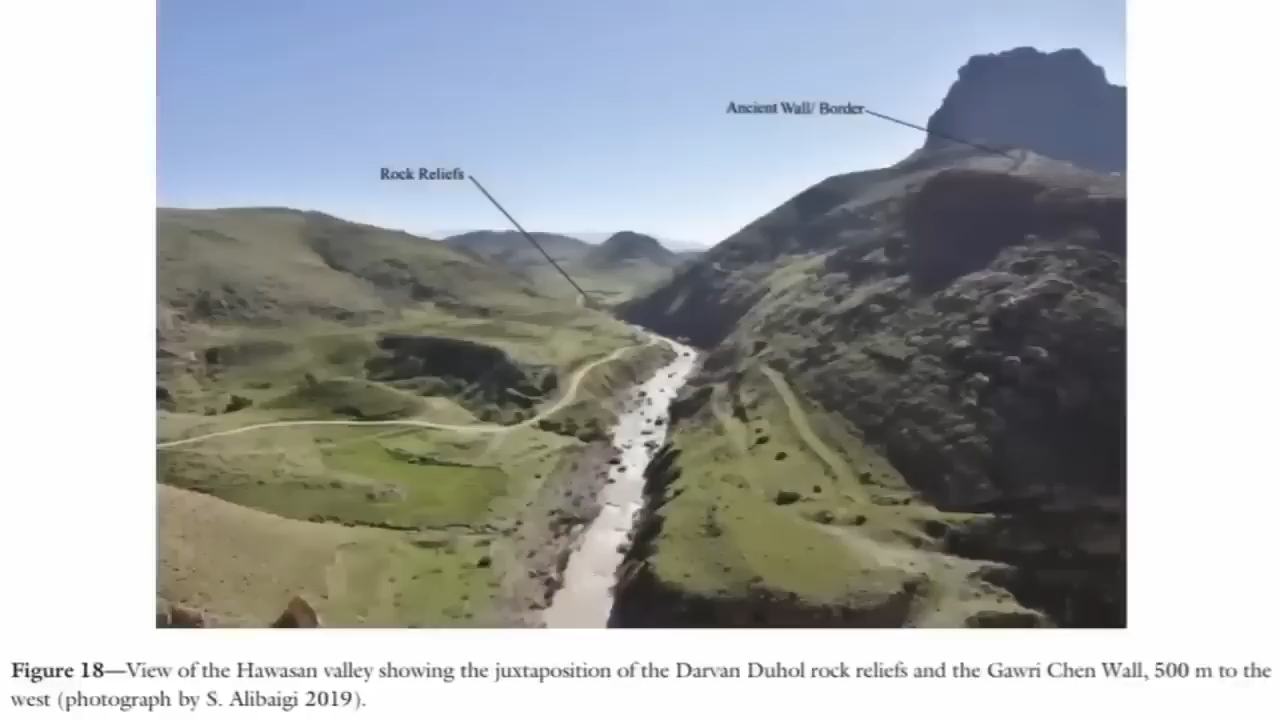 Ancient Wall/ Border
Rock Reliefs
Figure 18—View of the Hawasan valley showing the juxtaposition of the Darvan Duhol rock reliefs and the Gawri Chen Wall, 500 m to the
west (photograph by S. Alibaigi 2019).